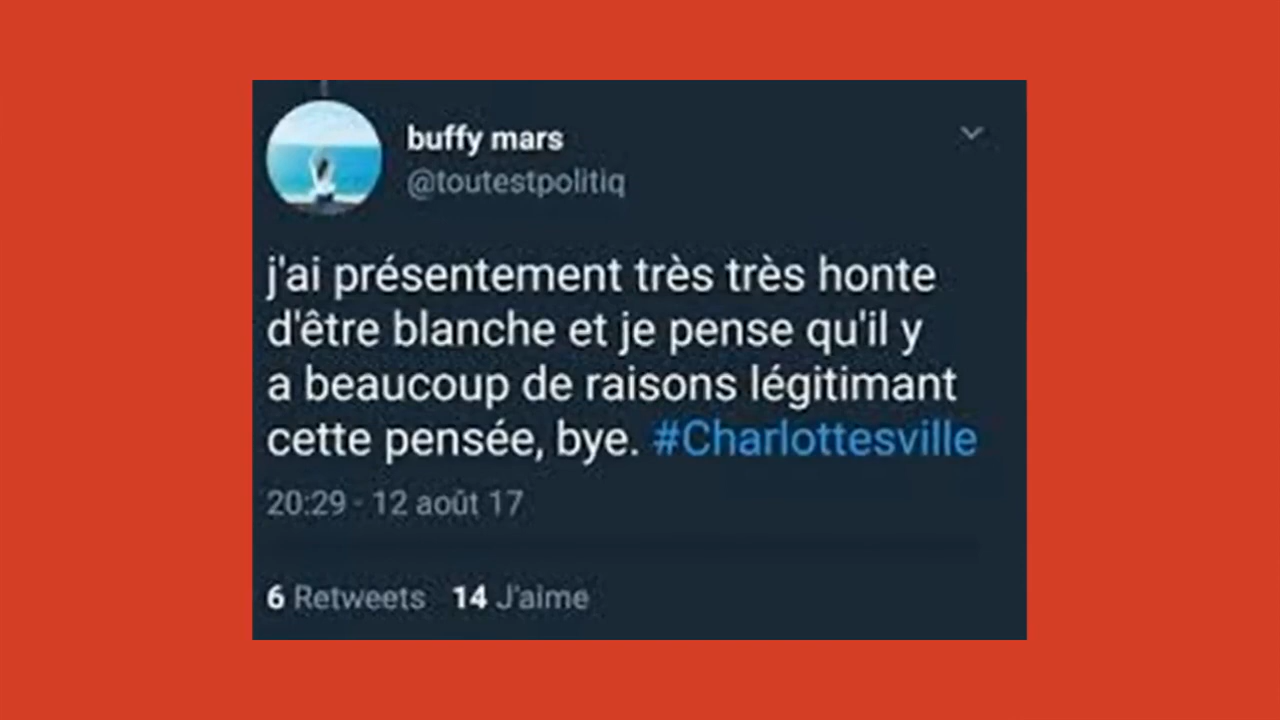 buffy mars
@toutestpolitiq
j'ai présentement très très honte
d'être blanche et je pense qu'il y
a beaucoup de raisons légitimant
cette pensée, bye. #Charlottesville
20:29 - 12 août 17
6 Retweets 14 J'aime